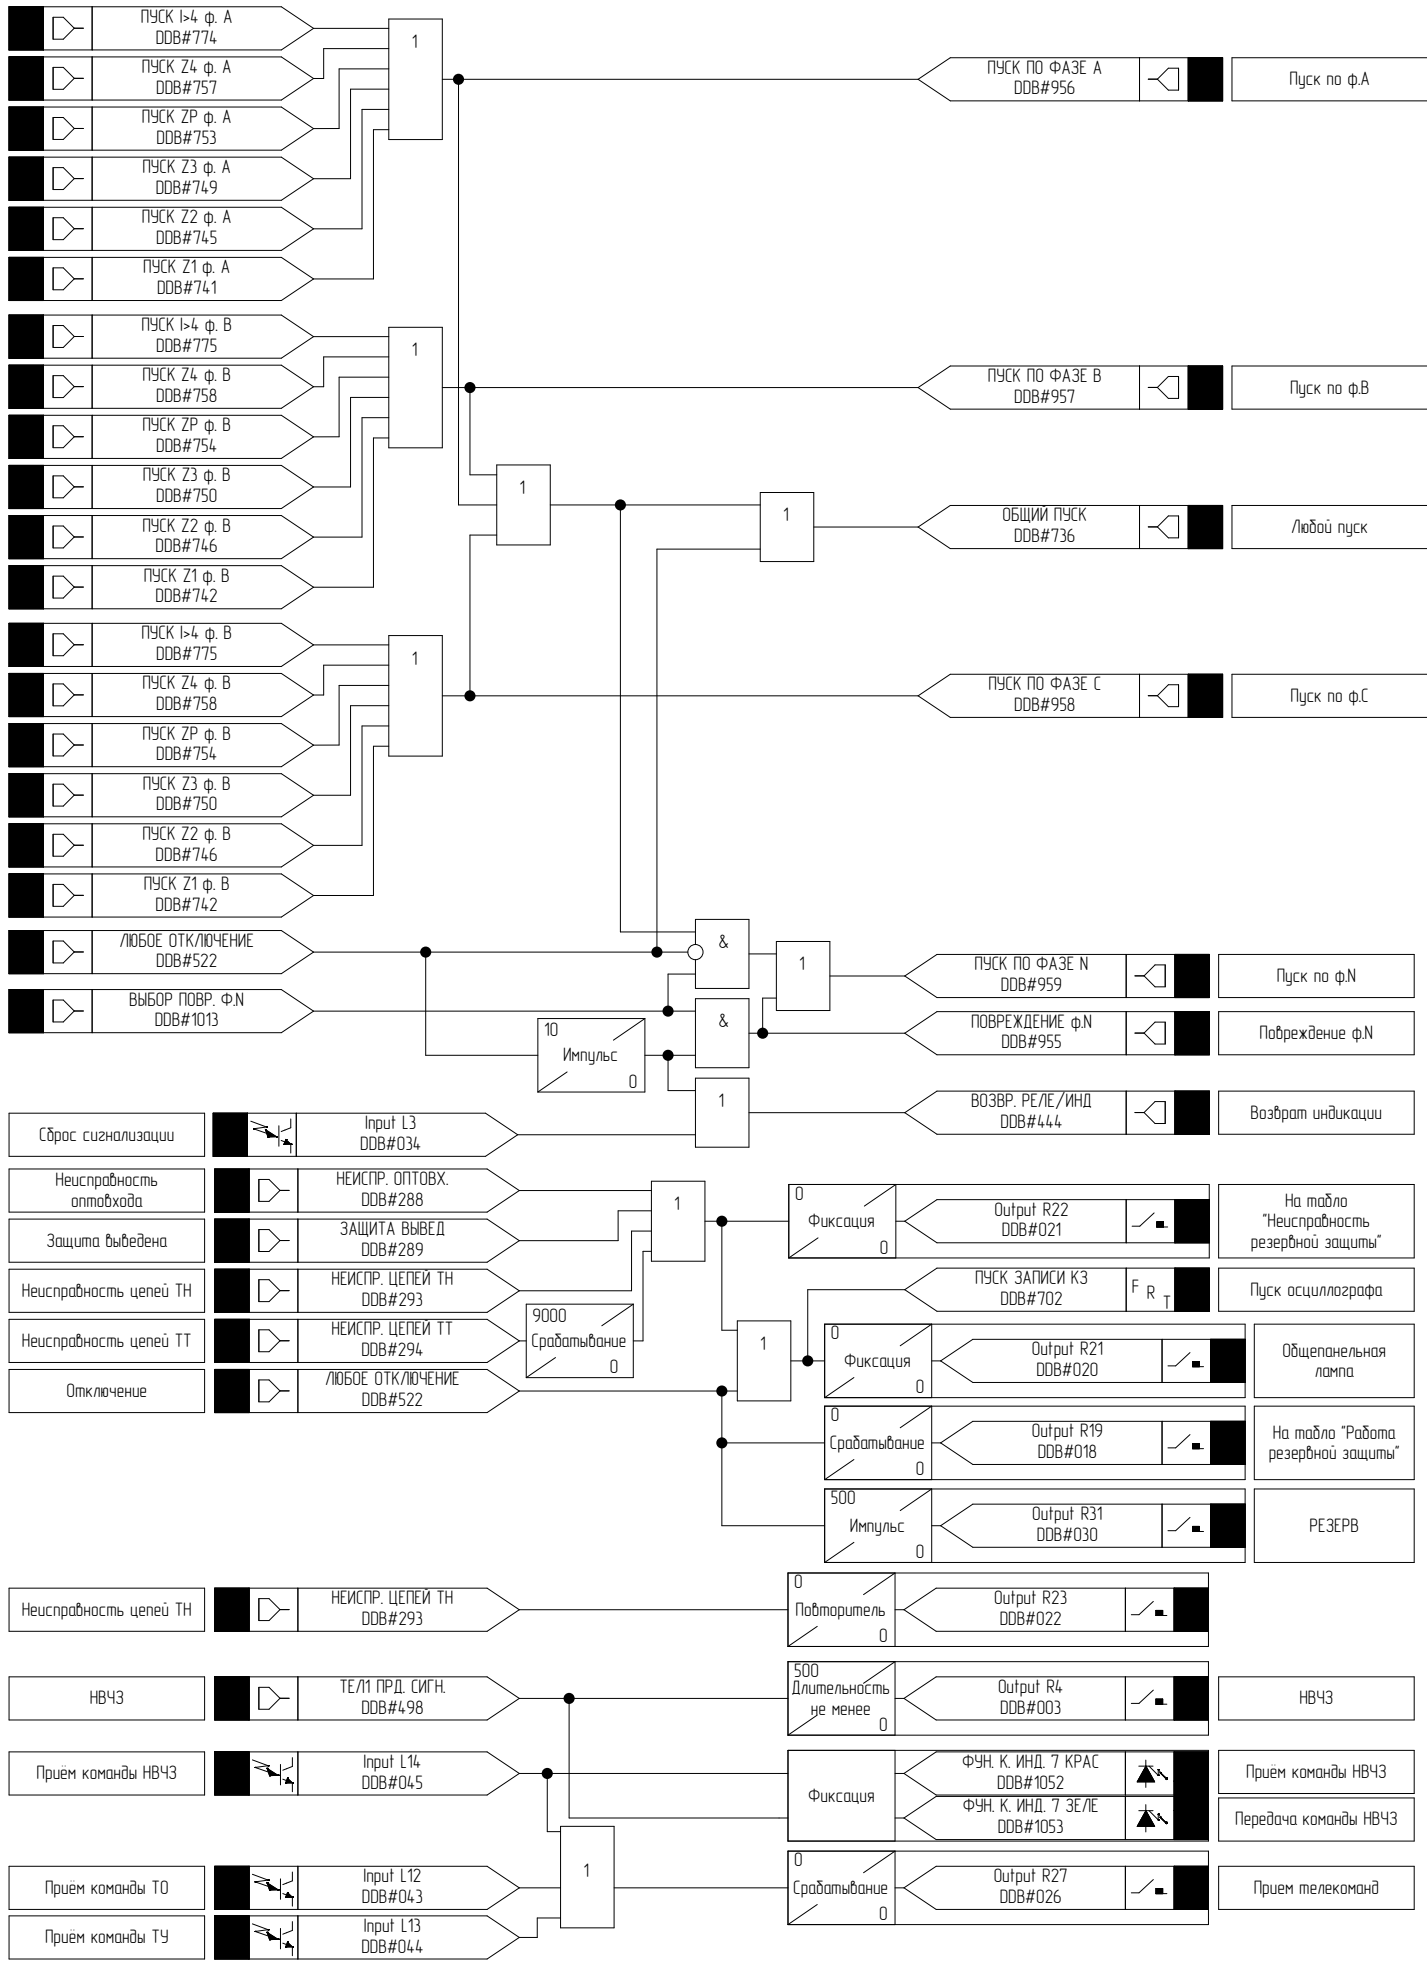 ПУСК I>4 ф. A
DDB#774
ПУСК Z4 ф. A
DDB#757
ПУСК ZP ф. A
DDB#753
ПУСК Z3 ф. A
DDB#749
ПУСК Z2 ф. A
DDB#745
ПУСК Z1 ф. A
DDB#741
1
ПУСК ПО ФАЗЕ A
DDB#956
Пуск по ф.A
ПУСК I>4 ф. B
DDB#775
ПУСК Z4 ф. B
DDB#758
ПУСК ZP ф. B
DDB#754
ПУСК Z3 ф. B
DDB#750
ПУСК Z2 ф. B
DDB#746
ПУСК Z1 ф. B
DDB#742
1
ПУСК ПО ФАЗЕ B
DDB#957
Пуск по ф.B
1
1
ОБЩИЙ ПУСК
DDB#736
Любой пуск
ПУСК I>4 ф. B
DDB#775
ПУСК Z4 ф. B
DDB#758
ПУСК ZP ф. B
DDB#754
ПУСК Z3 ф. B
DDB#750
ПУСК Z2 ф. B
DDB#746
ПУСК Z1 ф. B
DDB#742
1
ПУСК ПО ФАЗЕ C
DDB#958
Пуск по ф.C
ЛЮБОЕ ОТКЛЮЧЕНИЕ
DDB#522
&
1
ПУСК ПО ФАЗЕ N
DDB#959
Пуск по ф.N
ВЫБОР ПОВР. Ф.N
DDB#1013
10
Импульс
0
&
ПОВРЕЖДЕНИЕ ф.N
DDB#955
Повреждение ф.N
1
ВОЗВР. РЕЛЕ/ИНД
DDB#444
Возврат индикации
Сброс сигнализации
Input L3
DDB#034
Неисправность
оптовхода
НЕИСПР. ОПТОВХ.
DDB#288
Защита выведена
ЗАЩИТА ВЫВЕД
DDB#289
Неисправность цепей ТН
НЕИСПР. ЦЕПЕЙ ТН
DDB#293
Неисправность цепей ТТ
НЕИСПР. ЦЕПЕЙ ТТ
DDB#294
9000
Срабатывание
0
Отключение
ЛЮБОЕ ОТКЛЮЧЕНИЕ
DDB#522
1
0
Фиксация
0
Output R22
DDB#021
На табло
"Неисправность
резервной защиты"
ПУСК ЗАПИСИ КЗ
DDB#702
F R T
Пуск осциллографа
1
0
Фиксация
0
Output R21
DDB#020
Общепанельная
лампа
0
Срабатывание
0
Output R19
DDB#018
На табло "Работа
резервной защиты"
500
Импульс
0
Output R31
DDB#030
РЕЗЕРВ
Неисправность цепей ТН
НЕИСПР. ЦЕПЕЙ ТН
DDB#293
0
Повторитель
0
Output R23
DDB#022
НВЧЗ
ТЕЛ1 ПРД. СИГН.
DDB#498
500
Длительность
не менее
0
Output R4
DDB#003
НВЧЗ
Приём команды НВЧЗ
Input L14
DDB#045
Фиксация
ФУН. К. ИНД. 7 КРАС
DDB#1052
Приём команды НВЧЗ
ФУН. К. ИНД. 7 ЗЕЛЕ
DDB#1053
Передача команды НВЧЗ
Приём команды ТО
Input L12
DDB#043
1
0
Срабатывание
0
Output R27
DDB#026
Прием телекоманд
Приём команды ТУ
Input L13
DDB#044